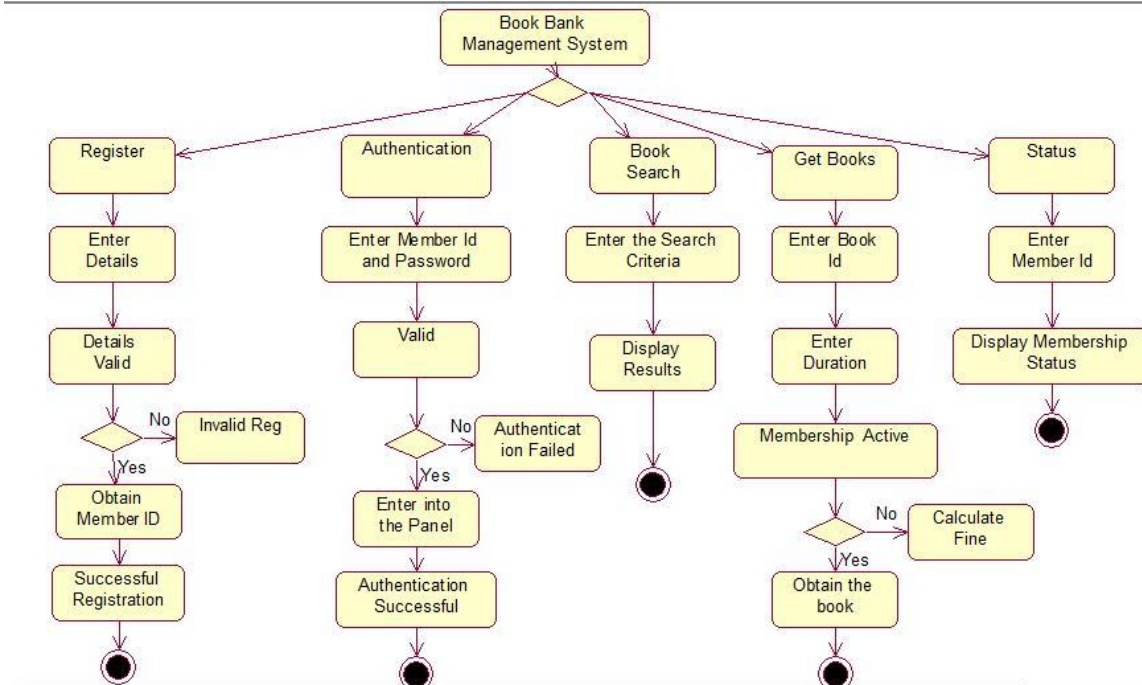 Book Bank
Management System
Register
Authentication
Book
Search
Get Books
Status
Enter
Details
Enter Member Id
and Password
Enter the Search
Criteria
Enter Book
Id
Enter
Member Id
Details
Valid
Valid
Display
Results
Enter
Duration
Display Membership
Status
No
Invalid Reg
No
Authenticat
ion Failed
Membership Active
Yes
Yes
Obtain
Member ID
Enter into
the Panel
No
Calculate
Fine
Yes
Successful
Registration
Authentication
Successful
Obtain the
book